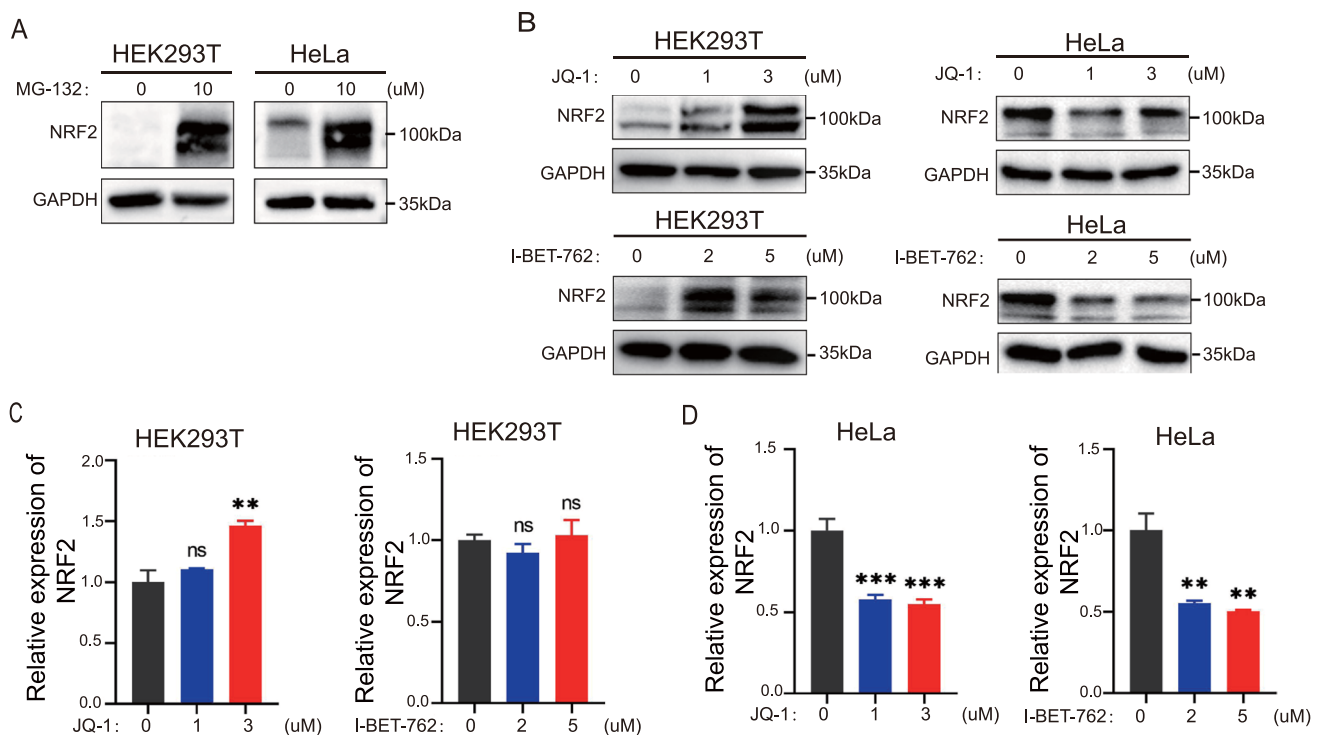 A
HEK293T HeLa
MG-132: 0 10 0 10 (uM)
NRF2 100kDa
GAPDH 35kDa
B
HEK293T
JQ-1: 0 1 3 (uM)
NRF2 100kDa
GAPDH 35kDa
HeLa
JQ-1: 0 1 3 (uM)
NRF2 100kDa
GAPDH 35kDa
HEK293T
I-BET-762: 0 2 5 (uM)
NRF2 100kDa
GAPDH 35kDa
HeLa
I-BET-762: 0 2 5 (uM)
NRF2 100kDa
GAPDH 35kDa
C
HEK293T
Relative expression of
NRF2
2.0
1.5
1.0
0.5
0.0
ns **
JQ-1: 0 1 3 (uM)
HEK293T
Relative expression of
NRF2
1.5
1.0
0.5
0.0
ns ns
I-BET-762: 0 2 5 (uM)
D
HeLa
Relative expression of
NRF2
1.5
1.0
0.5
0.0
*** ***
JQ-1: 0 1 3 (uM)
HeLa
Relative expression of
NRF2
1.5
1.0
0.5
0.0
** **
I-BET-762: 0 2 5 (uM)